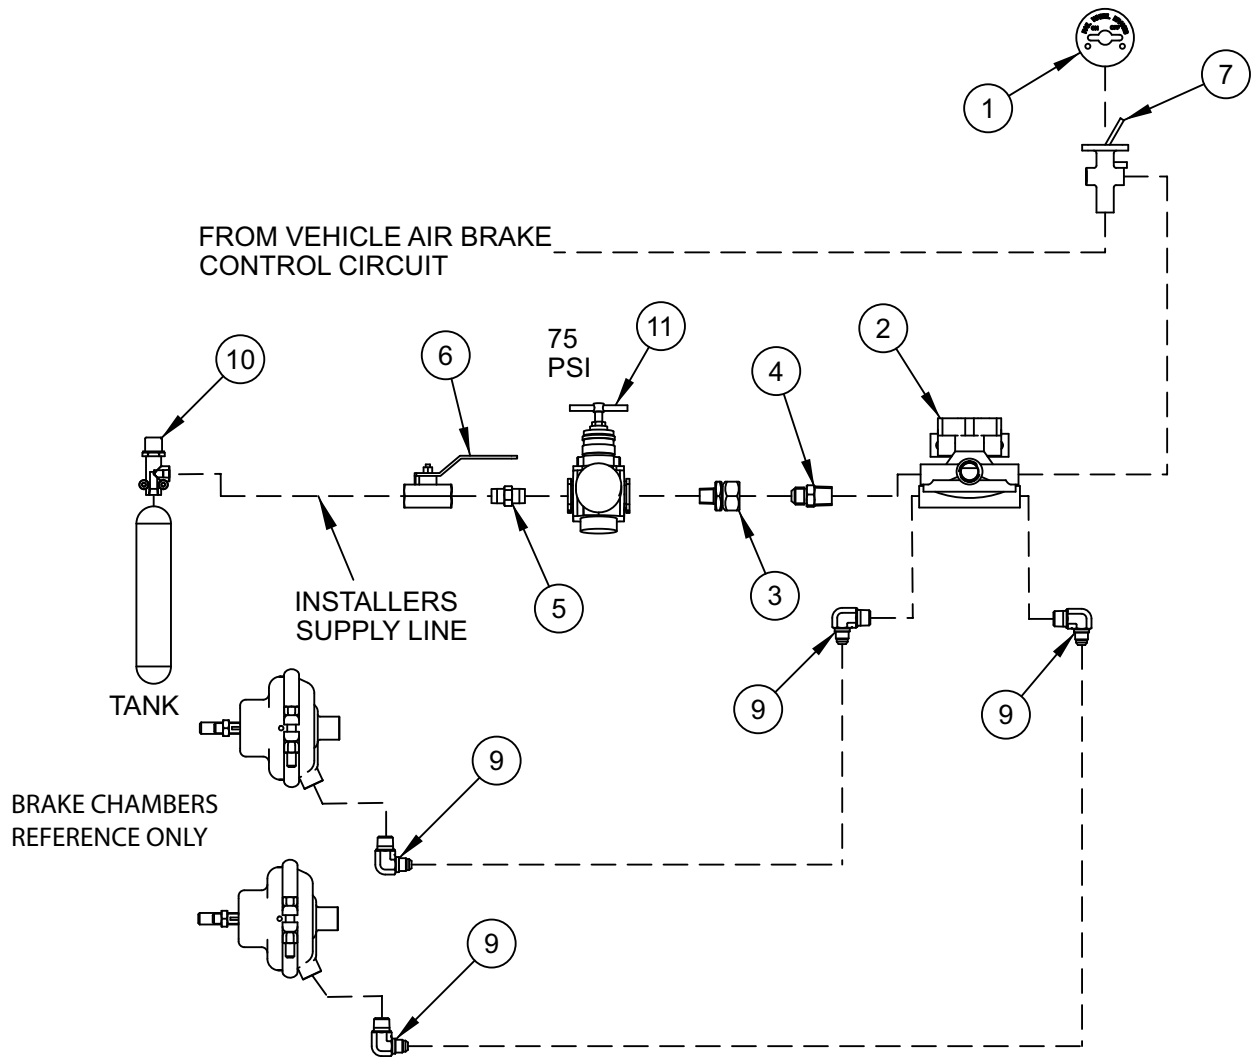 1
7
FROM VEHICLE AIR BRAKE
CONTROL CIRCUIT
10
6
75
PSI
11
4
2
INSTALLERS
SUPPLY LINE
5
3
TANK
9
9
BRAKE CHAMBERS
REFERENCE ONLY
9
9